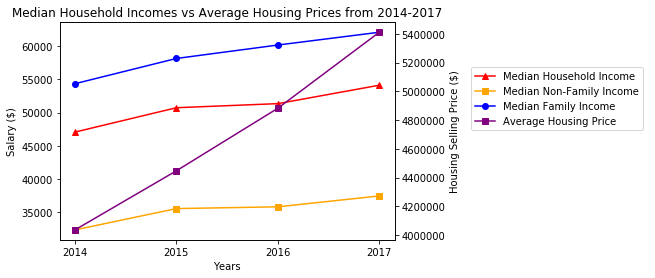 Median Household Incomes vs Average Housing Prices from 2014-2017
60000
55000
50000
45000
40000
35000
Salary ($)
2014 2015 2016 2017
Years
5400000
5200000
5000000
4800000
4600000
4400000
4200000
4000000
Housing Selling Price ($)
Median Household Income
Median Non-Family Income
Median Family Income
Average Housing Price